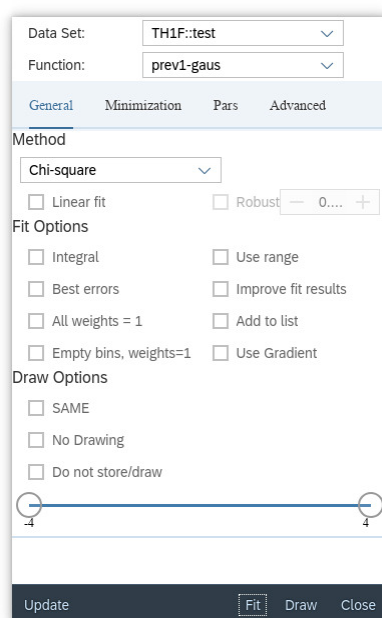 Data Set: TH1F::test
Function: prev1-gaus
General Minimization Pars Advanced
Method
Chi-square
Linear fit Robust 0....
Fit Options
Integral Use range
Best errors Improve fit results
All weights = 1 Add to list
Empty bins, weights=1 Use Gradient
Draw Options
SAME
No Drawing
Do not store/draw
-4 4
Update Fit Draw Close